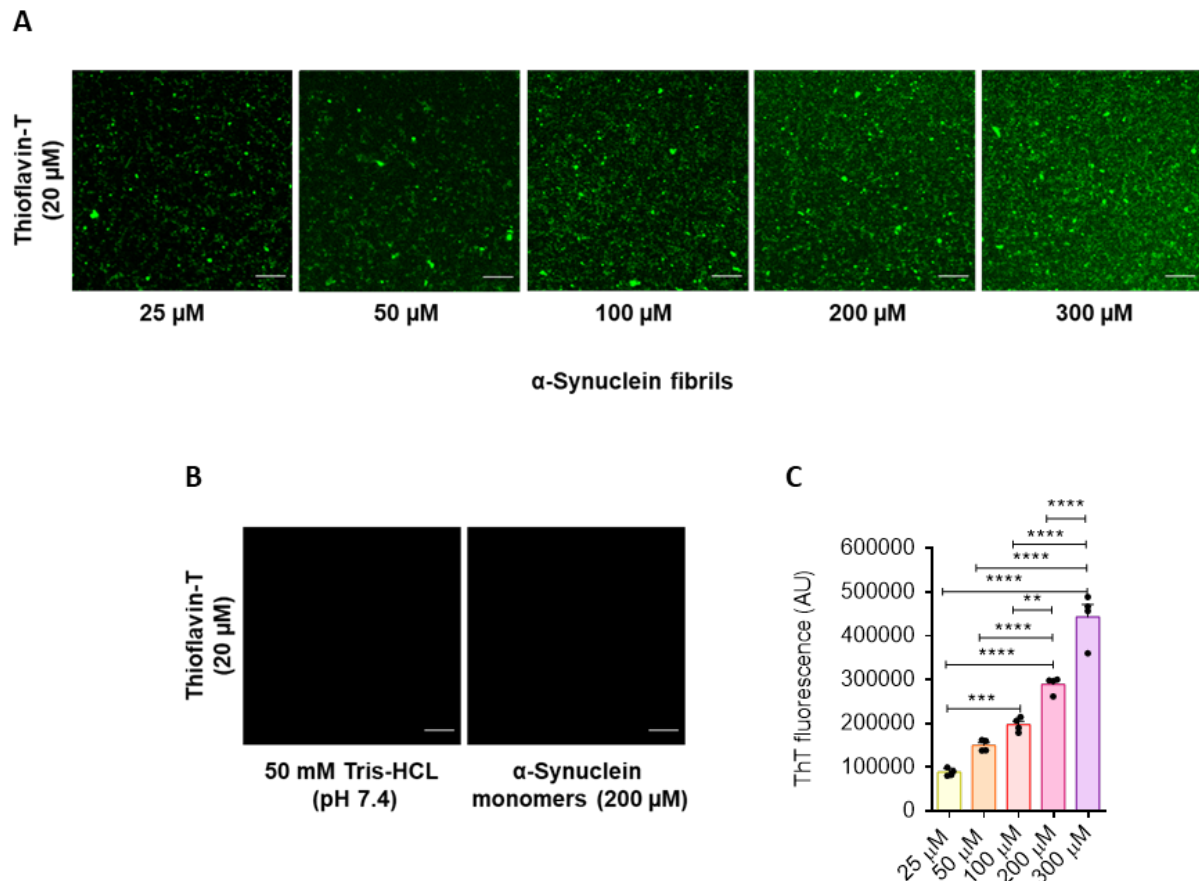 A
Thioflavin-T
(20 µM)
25 µM
50 µM
100 µM
200 µM
300 µM
α-Synuclein fibrils
B
Thioflavin-T
(20 µM)
50 mM Tris-HCL
(pH 7.4)
α-Synuclein
monomers (200 µM)
C
ThT fluorescence (AU)
600000
500000
400000
300000
200000
100000
0
****
****
****
****
**
****
****
***
25 µM
50 µM
100 µM
200 µM
300 µM